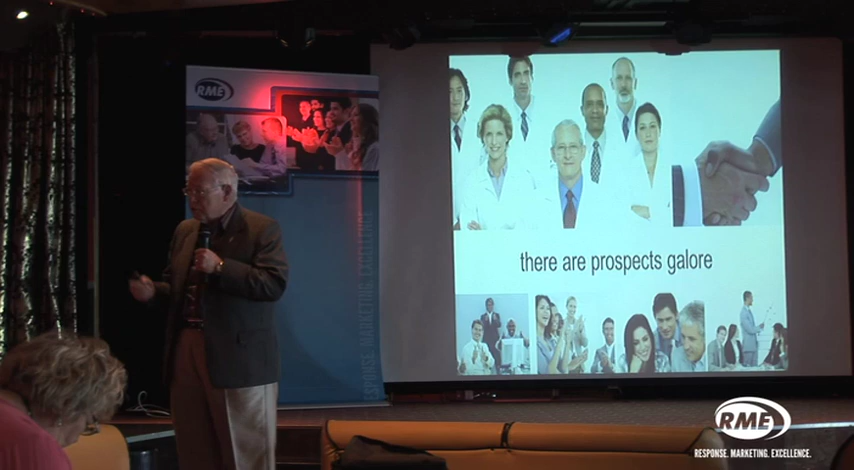 RME
RESPONSE. MARKETING. EXCELLENCE
there are prospects galore
RME
RESPONSE. MARKETING. EXCELLENCE.